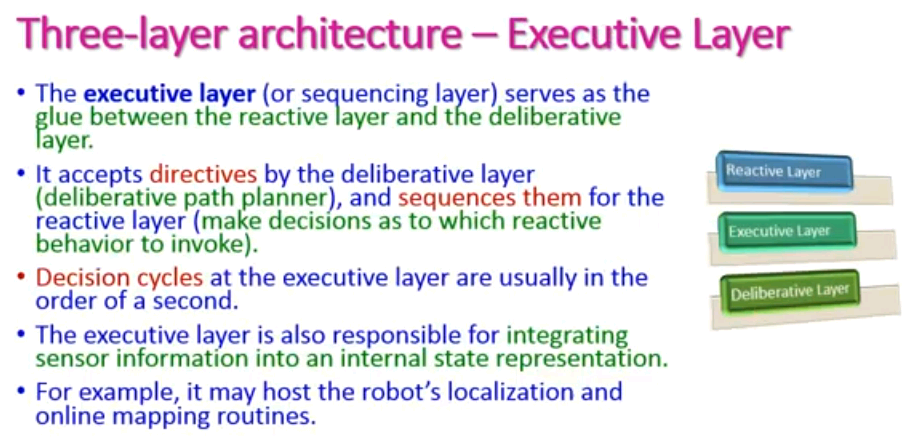 Three-layer architecture – Executive Layer
• The executive layer (or sequencing layer) serves as the
glue between the reactive layer and the deliberative
layer.
• It accepts directives by the deliberative layer
(deliberative path planner), and sequences them for the
reactive layer (make decisions as to which reactive
behavior to invoke).
• Decision cycles at the executive layer are usually in the
order of a second.
• The executive layer is also responsible for integrating
sensor information into an internal state representation.
• For example, it may host the robot's localization and
online mapping routines.
Reactive Layer
Executive Layer
Deliberative Layer